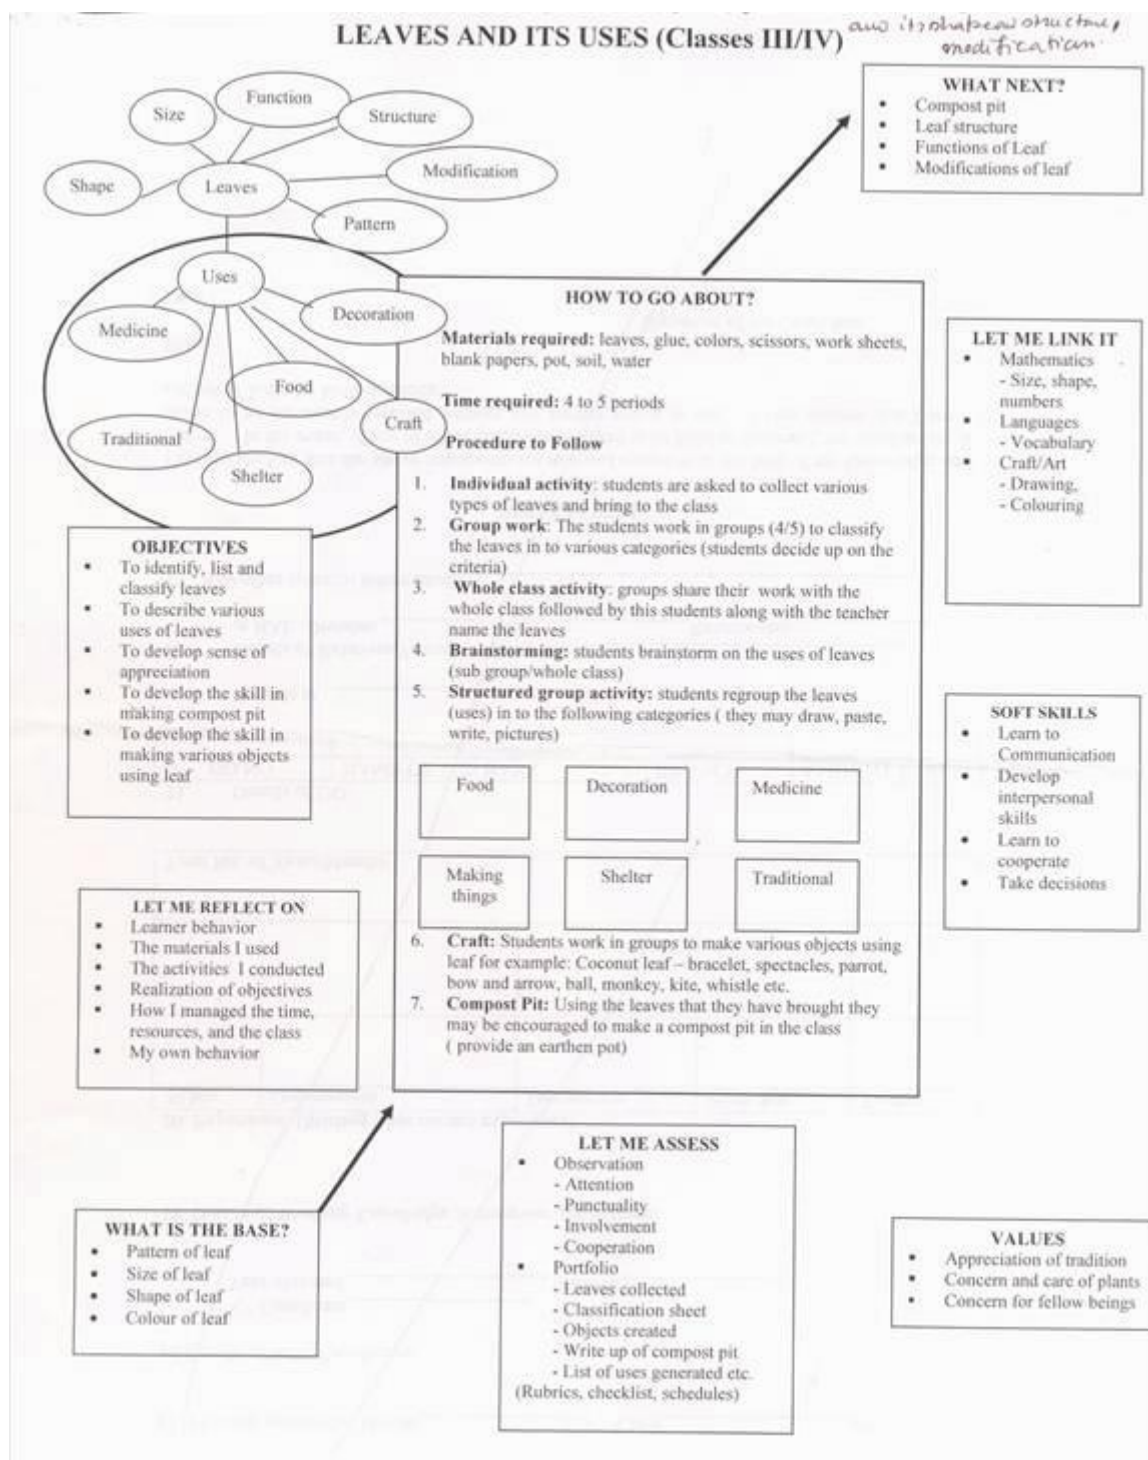 LEAVES AND ITS USES (Classes III/IV)
and its shape and structure,
modification.
Function
Size
Structure
Shape
Leaves
Modification
Pattern
Uses
Medicine
Decoration
Food
Traditional
Craft
Shelter
WHAT NEXT?
▪ Compost pit
▪ Leaf structure
▪ Functions of Leaf
▪ Modifications of leaf
HOW TO GO ABOUT?
Materials required: leaves, glue, colors, scissors, work sheets,
blank papers, pot, soil, water
Time required: 4 to 5 periods
Procedure to Follow
1. Individual activity: students are asked to collect various
types of leaves and bring to the class
2. Group work: The students work in groups (4/5) to classify
the leaves in to various categories (students decide up on the
criteria)
3. Whole class activity: groups share their work with the
whole class followed by this students along with the teacher
name the leaves
4. Brainstorming: students brainstorm on the uses of leaves
(sub group/whole class)
5. Structured group activity: students regroup the leaves
(uses) in to the following categories ( they may draw, paste,
write, pictures)
Food
Decoration
Medicine
Making
things
Shelter
Traditional
6. Craft: Students work in groups to make various objects using
leaf for example: Coconut leaf – bracelet, spectacles, parrot,
bow and arrow, ball, monkey, kite, whistle etc.
7. Compost Pit: Using the leaves that they have brought they
may be encouraged to make a compost pit in the class
( provide an earthen pot)
LET ME LINK IT
▪ Mathematics
- Size, shape,
numbers
▪ Languages
- Vocabulary
▪ Craft/Art
- Drawing,
- Colouring
OBJECTIVES
▪ To identify, list and
classify leaves
▪ To describe various
uses of leaves
▪ To develop sense of
appreciation
▪ To develop the skill in
making compost pit
▪ To develop the skill in
making various objects
using leaf
SOFT SKILLS
▪ Learn to
Communication
▪ Develop
interpersonal
skills
▪ Learn to
cooperate
▪ Take decisions
LET ME REFLECT ON
▪ Learner behavior
▪ The materials I used
▪ The activities I conducted
▪ Realization of objectives
▪ How I managed the time,
resources, and the class
▪ My own behavior
WHAT IS THE BASE?
▪ Pattern of leaf
▪ Size of leaf
▪ Shape of leaf
▪ Colour of leaf
LET ME ASSESS
▪ Observation
- Attention
- Punctuality
- Involvement
- Cooperation
▪ Portfolio
- Leaves collected
- Classification sheet
- Objects created
- Write up of compost pit
- List of uses generated etc.
(Rubrics, checklist, schedules)
VALUES
▪ Appreciation of tradition
▪ Concern and care of plants
▪ Concern for fellow beings